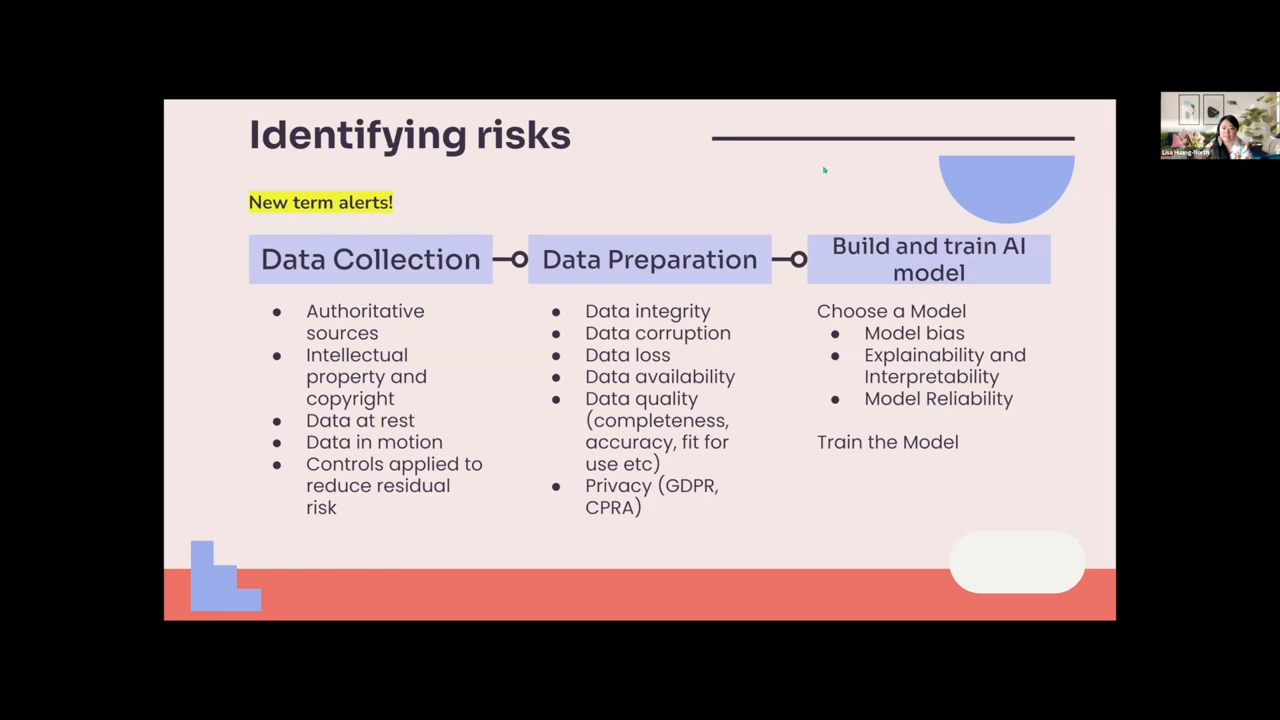 Identifying risks
New term alerts!
Data Collection
Authoritative
sources
Intellectual
property and
copyright
Data at rest
Data in motion
Controls applied to
reduce residual
risk
Data Preparation
Data integrity
Data corruption
Data loss
Data availability
Data quality
(completeness,
accuracy, fit for
use etc)
Privacy (GDPR,
CPRA)
Build and train AI
model
Choose a Model
Model bias
Explainability and
Interpretability
Model Reliability
Train the Model
Lisa Huang-North